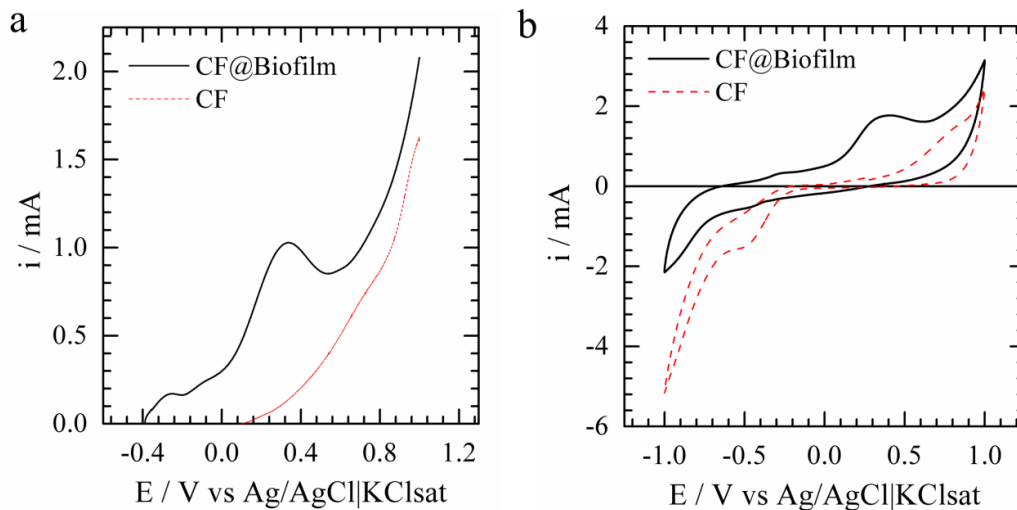 a
CF@Biofilm
CF
2.0
1.5
1.0
0.5
0.0
i / mA
-0.4 0.0 0.4 0.8 1.2
E / V vs Ag/AgCl|KClsat
b
CF@Biofilm
CF
4
2
0
-2
-4
-6
i / mA
-1.0 -0.5 0.0 0.5 1.0
E / V vs Ag/AgCl|KClsat